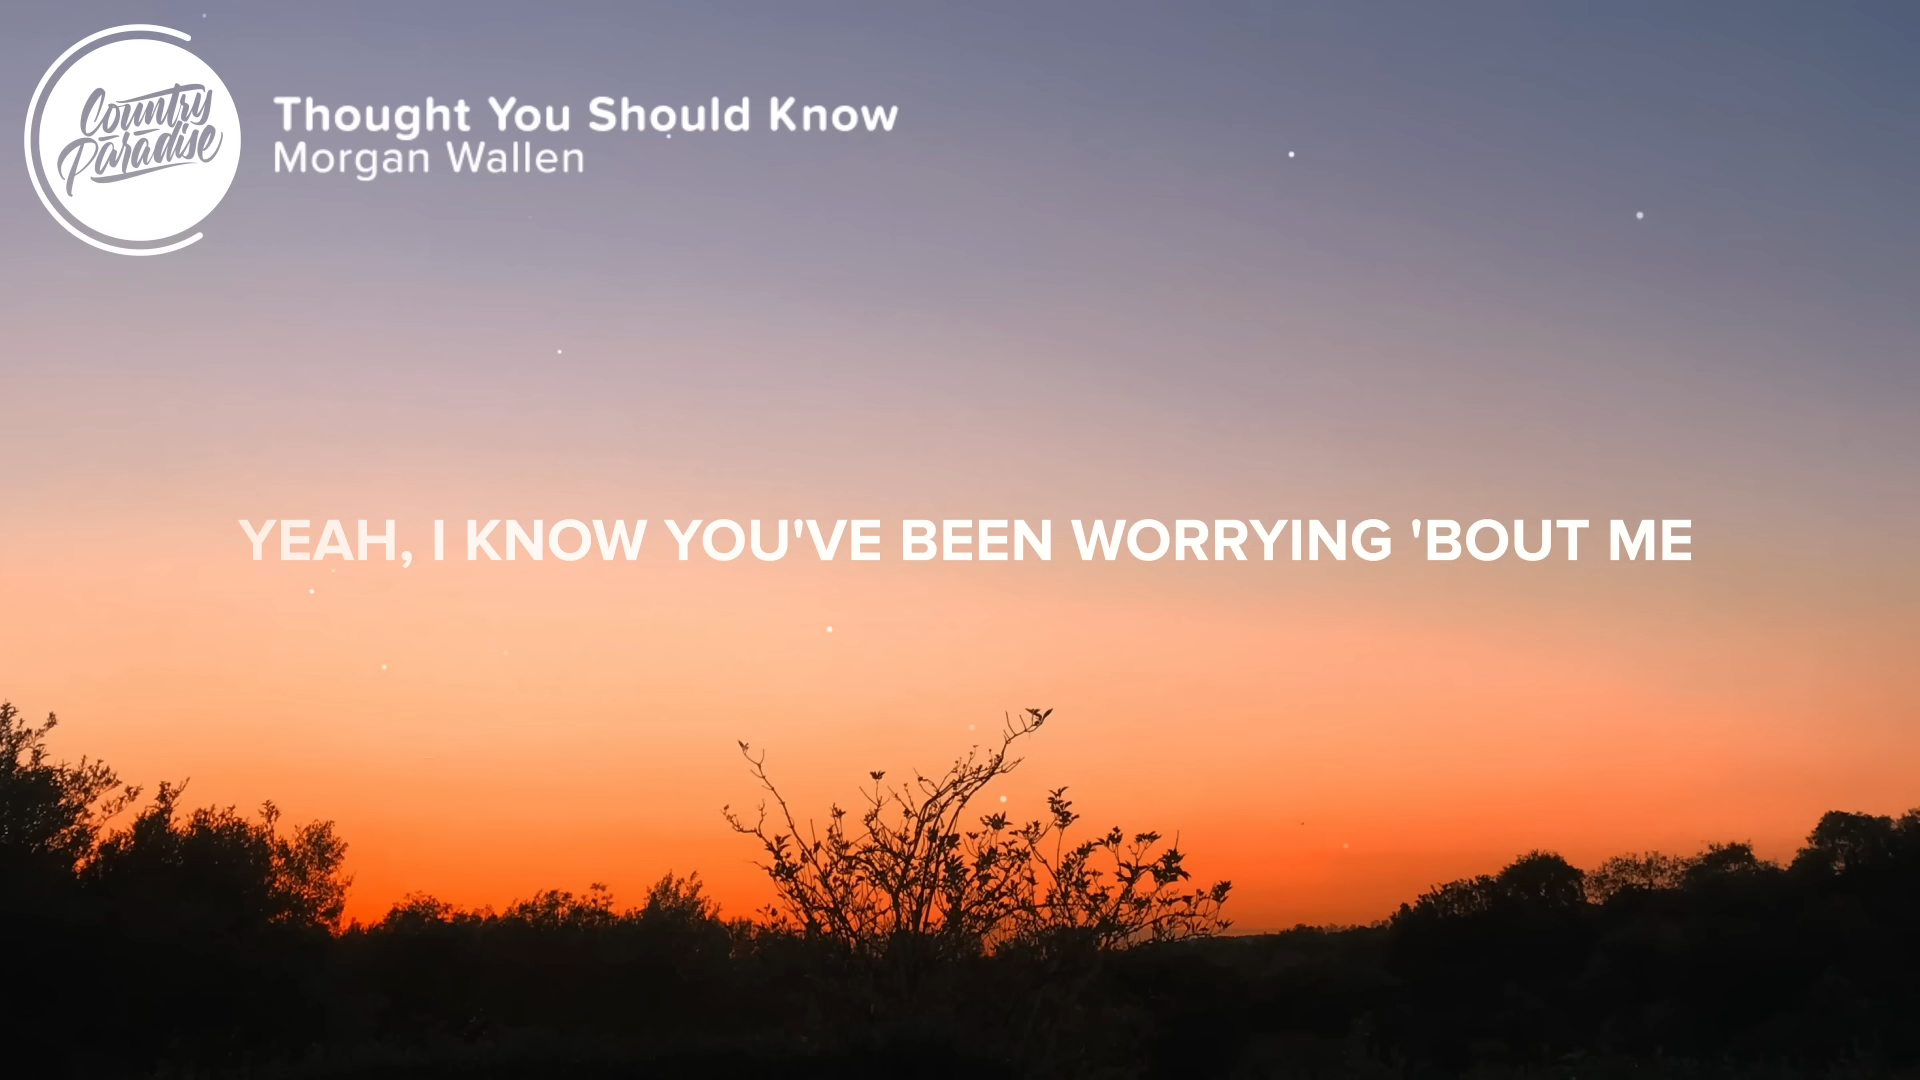 Country
Paradise
Thought You Should Know
Morgan Wallen
YEAH, I KNOW YOU'VE BEEN WORRYING 'BOUT ME